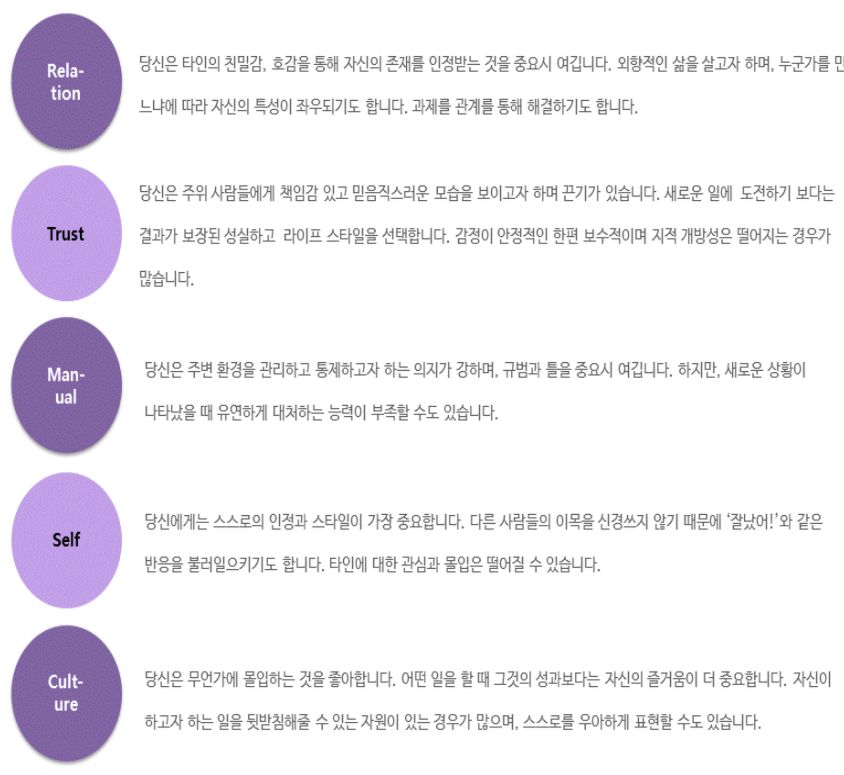 Rela-
tion
당신은 타인의 친밀감, 호감을 통해 자신의 존재를 인정받는 것을 중요시 여깁니다. 외향적인 삶을 살고자 하며, 누군가를 만
느냐에 따라 자신의 특성이 좌우되기도 합니다. 과제를 관계를 통해 해결하기도 합니다.
Trust
당신은 주위 사람들에게 책임감 있고 믿음직스러운 모습을 보이고자 하며 끈기가 있습니다. 새로운 일에 도전하기 보다는
결과가 보장된 성실하고 라이프 스타일을 선택합니다. 감정이 안정적인 한편 보수적이며 지적 개방성은 떨어지는 경우가
많습니다.
Man-
ual
당신은 주변 환경을 관리하고 통제하고자 하는 의지가 강하며, 규범과 틀을 중요시 여깁니다. 하지만, 새로운 상황이
나타났을 때 유연하게 대처하는 능력이 부족할 수도 있습니다.
Self
당신에게는 스스로의 인정과 스타일이 가장 중요합니다. 다른 사람들의 이목을 신경쓰지 않기 때문에 ‘잘났어!’와 같은
반응을 불러일으키기도 합니다. 타인에 대한 관심과 몰입은 떨어질 수 있습니다.
Cult-
ure
당신은 무언가에 몰입하는 것을 좋아합니다. 어떤 일을 할 때 그것의 성과보다는 자신의 즐거움이 더 중요합니다. 자신이
하고자 하는 일을 뒷받침해줄 수 있는 자원이 있는 경우가 많으며, 스스로를 우아하게 표현할 수도 있습니다.